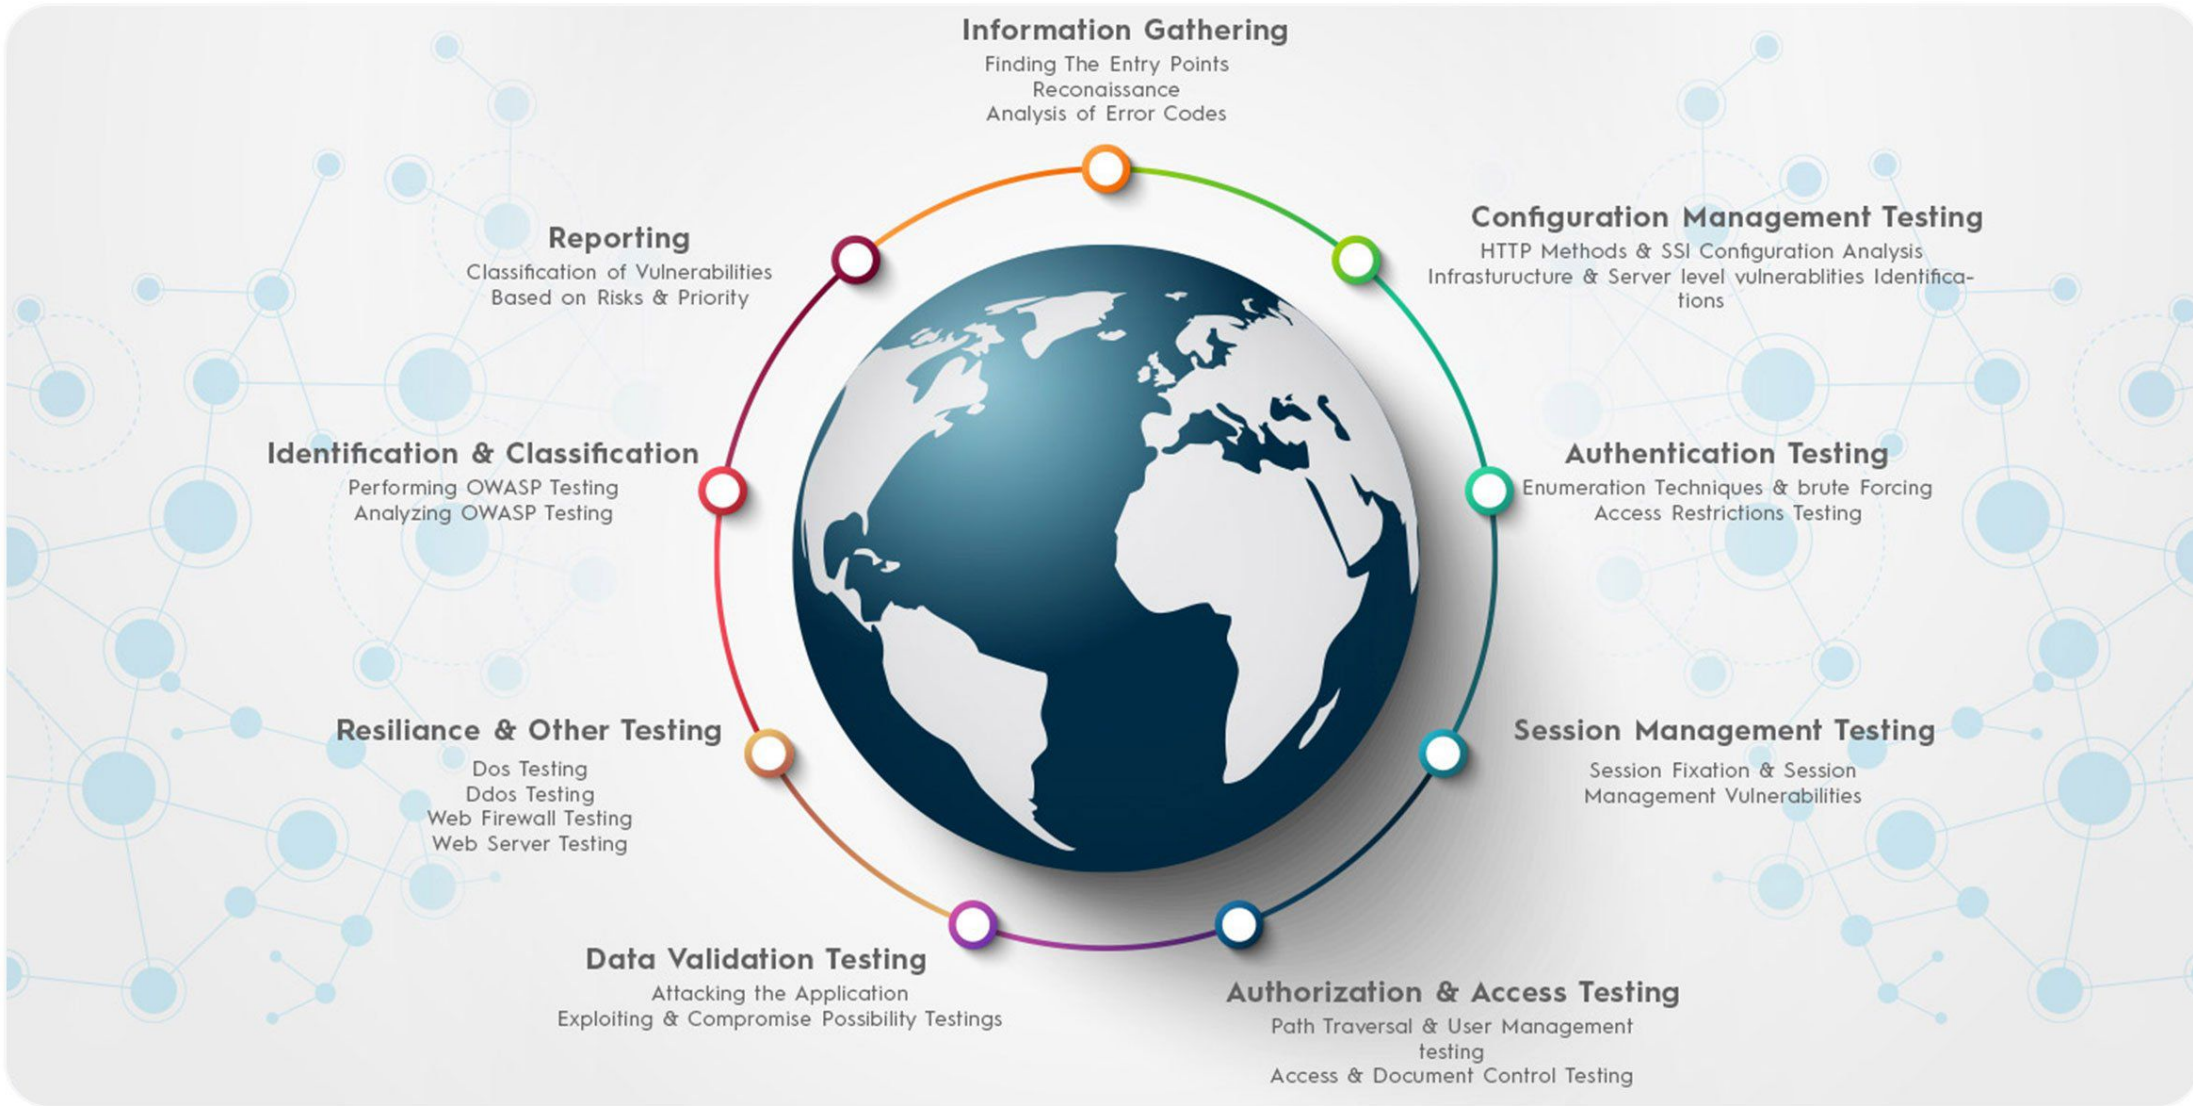 Information Gathering
Finding The Entry Points
Reconaissance
Analysis of Error Codes
Configuration Management Testing
HTTP Methods & SSI Configuration Analysis
Infrasturucture & Server level vulnerablities Identifica-
tions
Authentication Testing
Enumeration Techniques & brute Forcing
Access Restrictions Testing
Session Management Testing
Session Fixation & Session
Management Vulnerabilities
Authorization & Access Testing
Path Traversal & User Management
testing
Access & Document Control Testing
Data Validation Testing
Attacking the Application
Exploiting & Compromise Possibility Testings
Resiliance & Other Testing
Dos Testing
Ddos Testing
Web Firewall Testing
Web Server Testing
Identification & Classification
Performing OWASP Testing
Analyzing OWASP Testing
Reporting
Classification of Vulnerabilities
Based on Risks & Priority